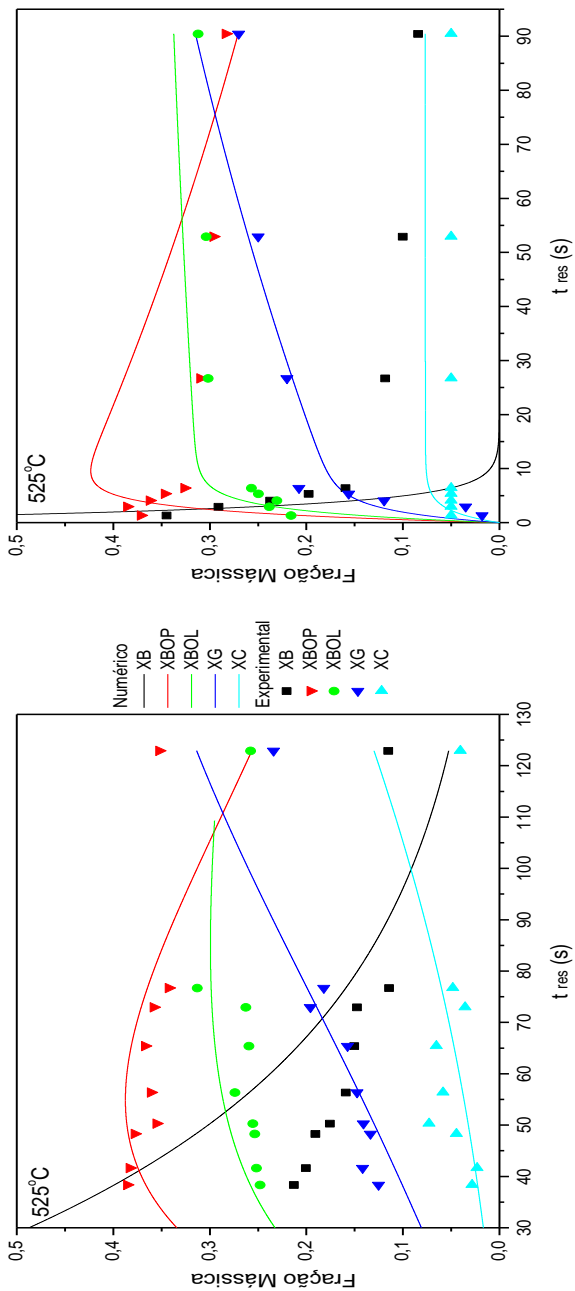 525°C
Fração Mássica
0,5
0,4
0,3
0,2
0,1
0,0
30
40
50
60
70
80
90
100
110
120
130
t res (s)
Numérico
XB
XBOP
XBOL
XG
XC
Experimental
XB
XBOP
XBOL
XG
XC
525°C
Fração Mássica
0,5
0,4
0,3
0,2
0,1
0,0
0
10
20
30
40
50
60
70
80
90
t res (s)